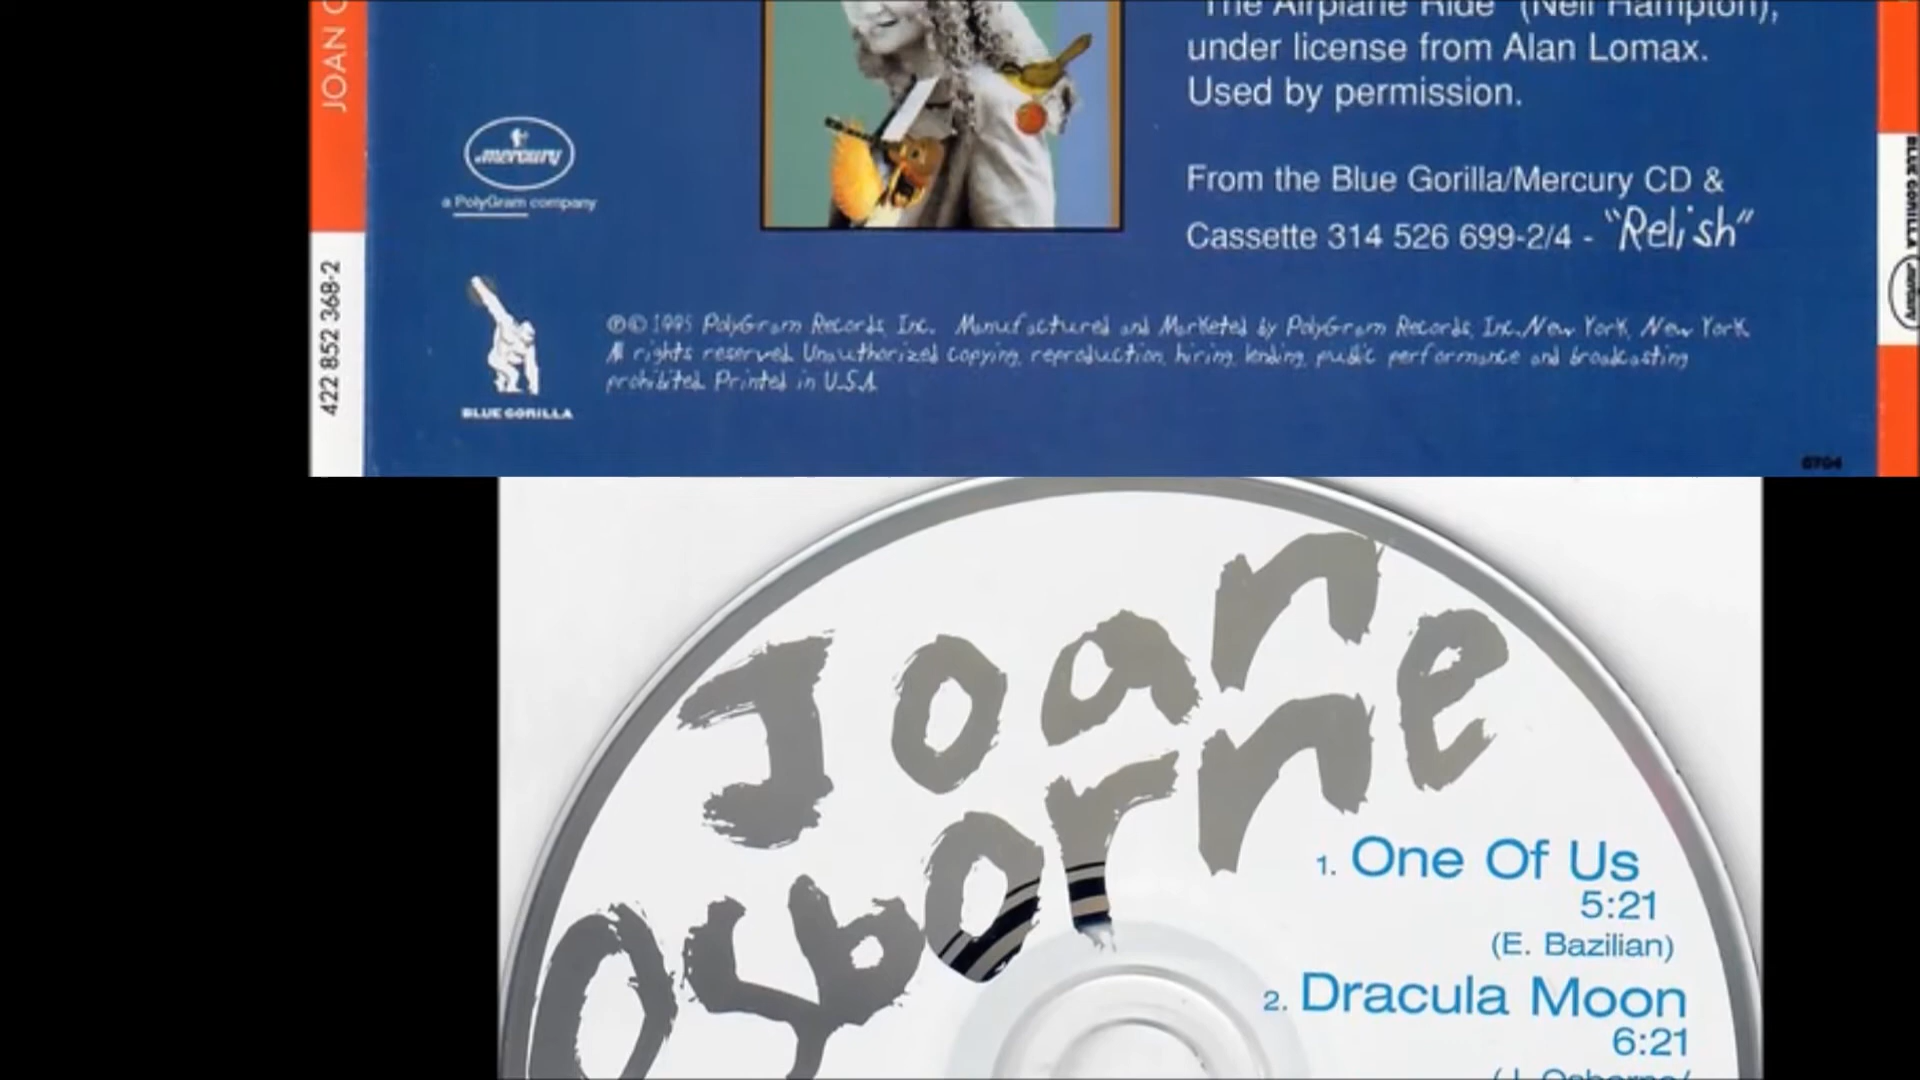 JOAN
"The Airplane Ride" (Neil Hampton),
under license from Alan Lomax.
Used by permission.
mercury
a PolyGram company
From the Blue Gorilla/Mercury CD &
Cassette 314 526 699-2/4 - "Relish"
422 852 368-2
BLUE GORILLA
℗© 1995 PolyGram Records, Inc. Manufactured and Marketed by PolyGram Records, Inc., New York, New York.
All rights reserved. Unauthorized copying, reproduction, hiring, lending, public performance and broadcasting
prohibited. Printed in U.S.A.
BLUE GORILLA
mercury
0704
Joan
Osborne
1. One Of Us
5:21
(E. Bazilian)
2. Dracula Moon
6:21
(J. Osborne/